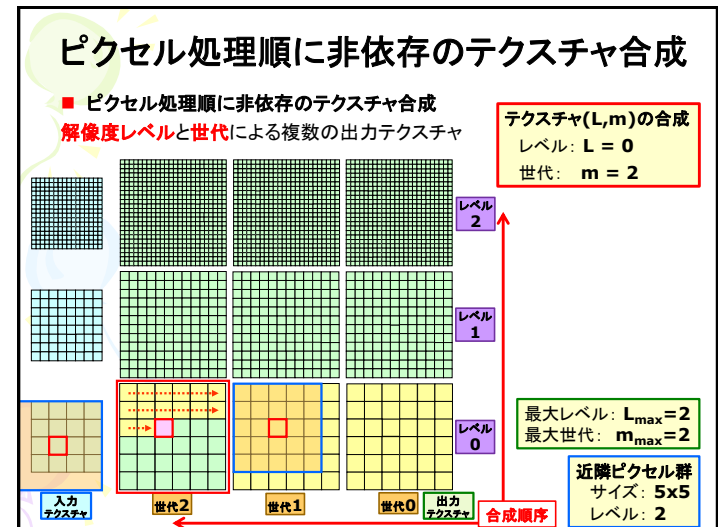 ピクセル処理順に非依存のテクスチャ合成
■ ピクセル処理順に非依存のテクスチャ合成
解像度レベルと世代による複数の出力テクスチャ
テクスチャ(L,m)の合成
レベル: L = 0
世代: m = 2
レベル
2
レベル
1
レベル
0
最大レベル: Lmax=2
最大世代: mmax=2
近隣ピクセル群
サイズ: 5x5
レベル: 2
入力
テクスチャ
世代2
世代1
世代0
出力
テクスチャ
合成順序